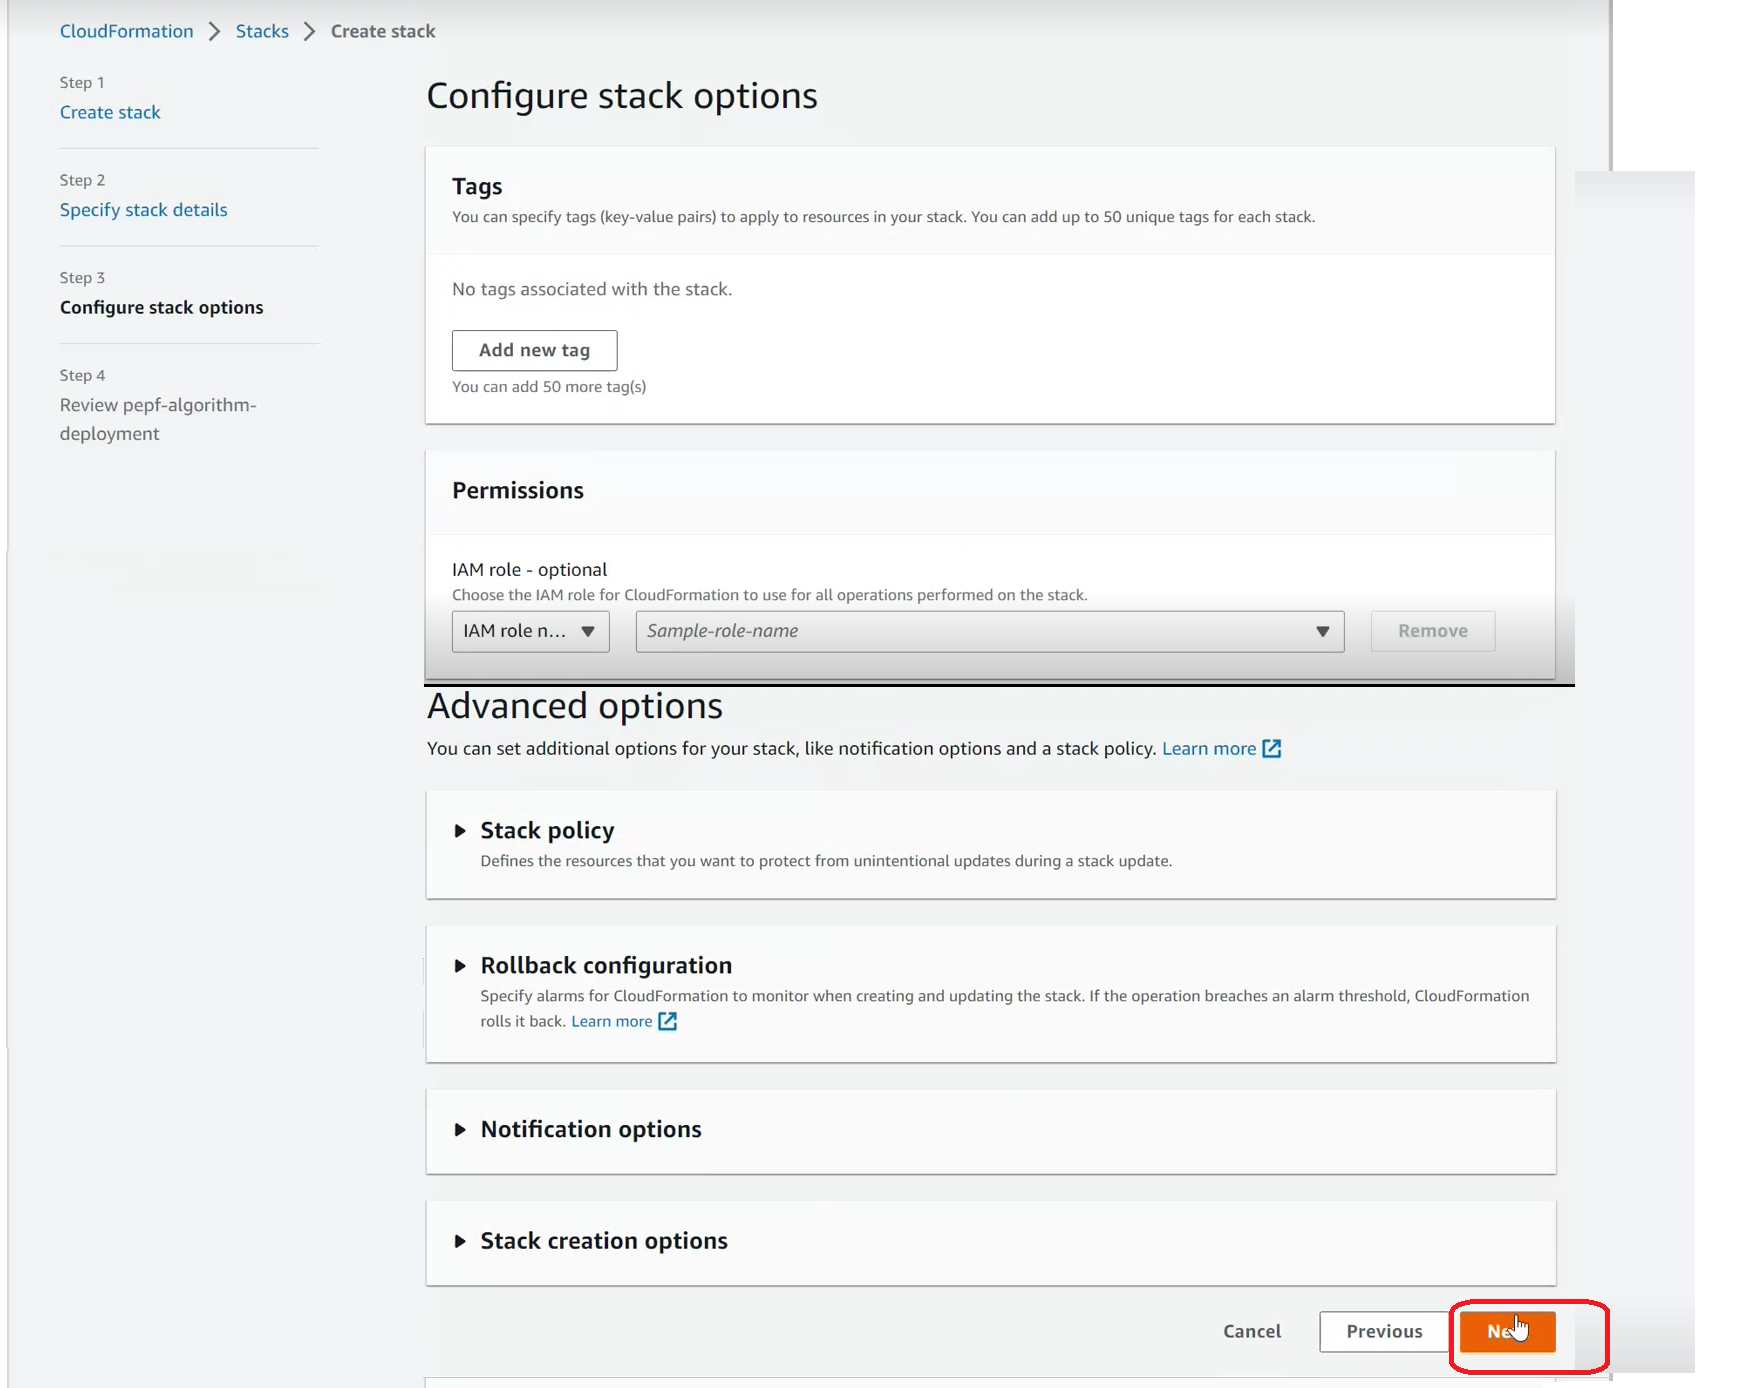 CloudFormation > Stacks > Create stack
Step 1
Create stack
Step 2
Specify stack details
Step 3
Configure stack options
Step 4
Review pepf-algorithm-
deployment
Configure stack options
Tags
You can specify tags (key-value pairs) to apply to resources in your stack. You can add up to 50 unique tags for each stack.
No tags associated with the stack.
Add new tag
You can add 50 more tag(s)
Permissions
IAM role - optional
Choose the IAM role for CloudFormation to use for all operations performed on the stack.
IAM role n... Sample-role-name Remove
Advanced options
You can set additional options for your stack, like notification options and a stack policy. Learn more
Stack policy
Defines the resources that you want to protect from unintentional updates during a stack update.
Rollback configuration
Specify alarms for CloudFormation to monitor when creating and updating the stack. If the operation breaches an alarm threshold, CloudFormation
rolls it back. Learn more
Notification options
Stack creation options
Cancel Previous